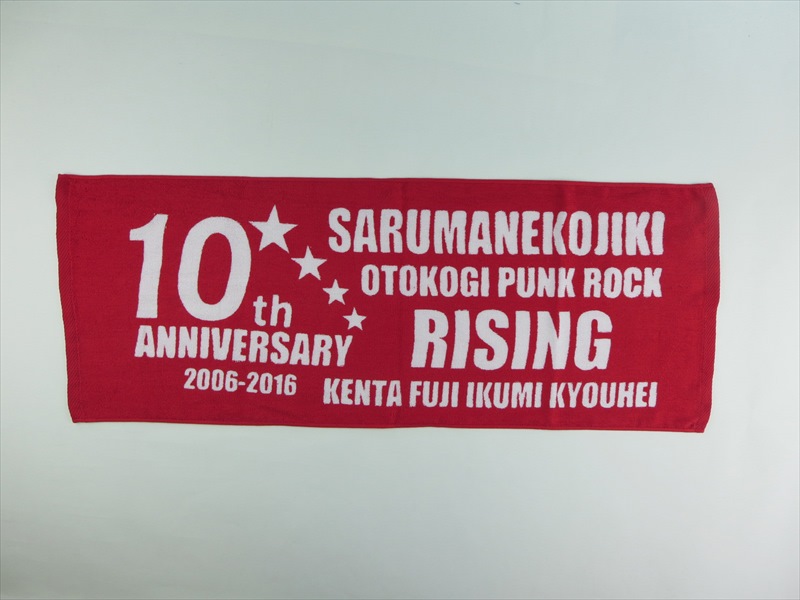 10th
ANNIVERSARY
2006-2016
SARUMANEKOJIKI
OTOKOGI PUNK ROCK
RISING
KENTA FUJI IKUMI KYOUHEI